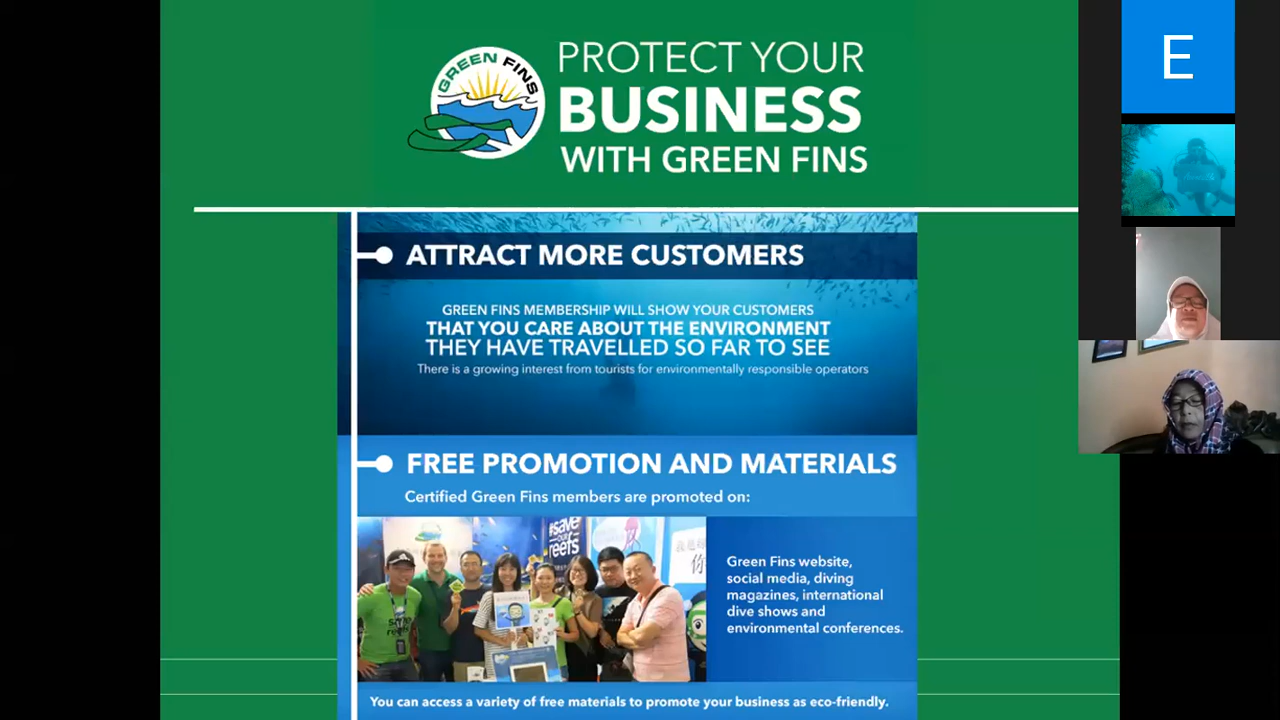 GREEN FINS
PROTECT YOUR
BUSINESS
WITH GREEN FINS
E
ATTRACT MORE CUSTOMERS
GREEN FINS MEMBERSHIP WILL SHOW YOUR CUSTOMERS
THAT YOU CARE ABOUT THE ENVIRONMENT
THEY HAVE TRAVELLED SO FAR TO SEE
There is a growing interest from tourists for environmentally responsible operators
FREE PROMOTION AND MATERIALS
Certified Green Fins members are promoted on:
#save
our
reefs
Green Fins website,
social media, diving
magazines, international
dive shows and
environmental conferences.
You can access a variety of free materials to promote your business as eco-friendly.